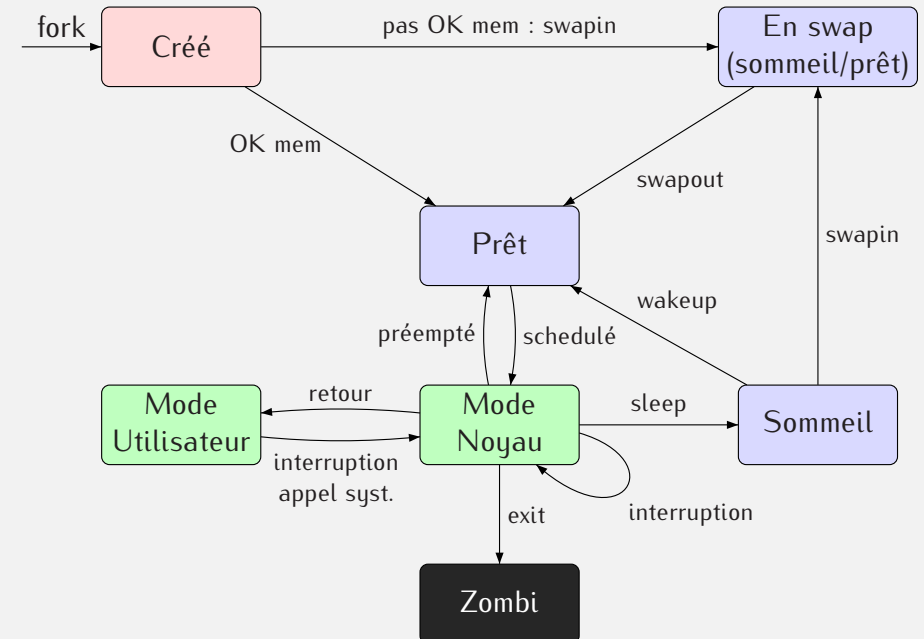 fork
Créé
pas OK mem : swapin
En swap
(sommeil/prêt)
OK mem
swapout
Prêt
swapin
wakeup
préempté
schedulé
retour
Mode
Utilisateur
Mode
Noyau
sleep
Sommeil
interruption
appel syst.
exit
interruption
Zombi